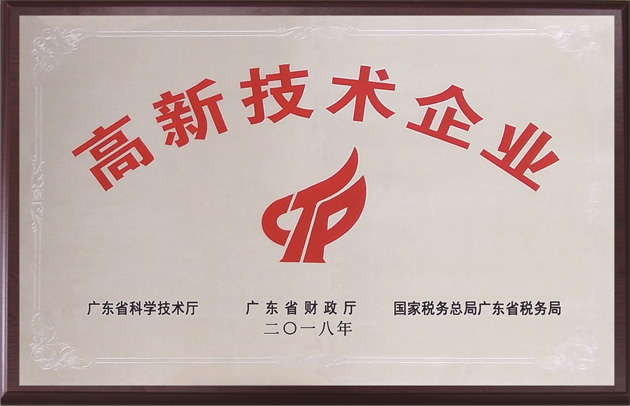 高新技术企业
广东省科学技术厅 广东省财政厅 国家税务总局广东省税务局
二〇一八年